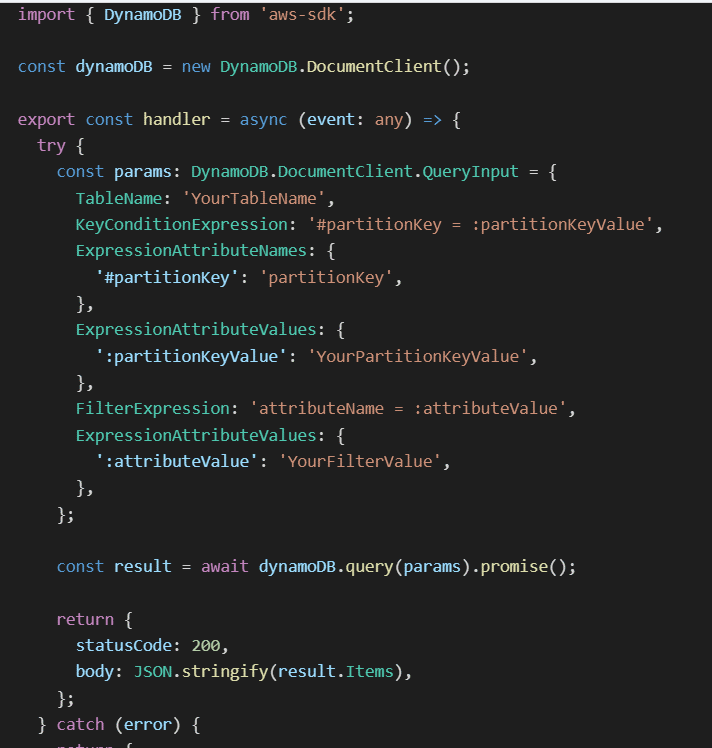 import { DynamoDB } from 'aws-sdk';
const dynamoDB = new DynamoDB.DocumentClient();
export const handler = async (event: any) => {
try {
const params: DynamoDB.DocumentClient.QueryInput = {
TableName: 'YourTableName',
KeyConditionExpression: '#partitionKey = :partitionKeyValue',
ExpressionAttributeNames: {
'#partitionKey': 'partitionKey',
},
ExpressionAttributeValues: {
':partitionKeyValue': 'YourPartitionKeyValue',
},
FilterExpression: 'attributeName = :attributeValue',
ExpressionAttributeValues: {
':attributeValue': 'YourFilterValue',
},
};
const result = await dynamoDB.query(params).promise();
return {
statusCode: 200,
body: JSON.stringify(result.Items),
};
} catch (error) {